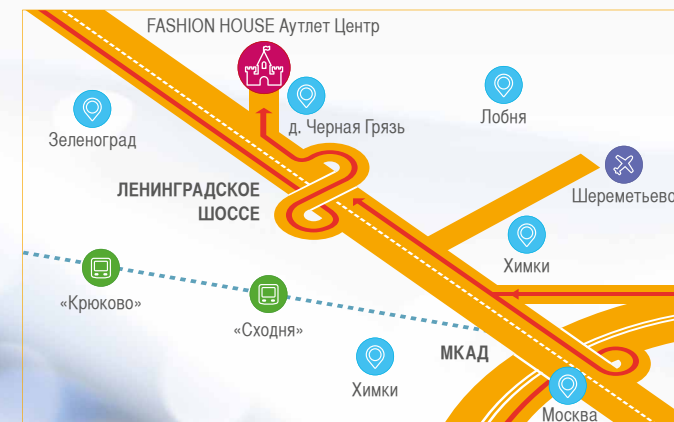 FASHION HOUSE Аутлет Центр
Лобня
д. Черная Грязь
Зеленоград
ЛЕНИНГРАДСКОЕ
ШОССЕ
Шереметьево
Химки
«Крюково»
«Сходня»
МКАД
Химки
Москва